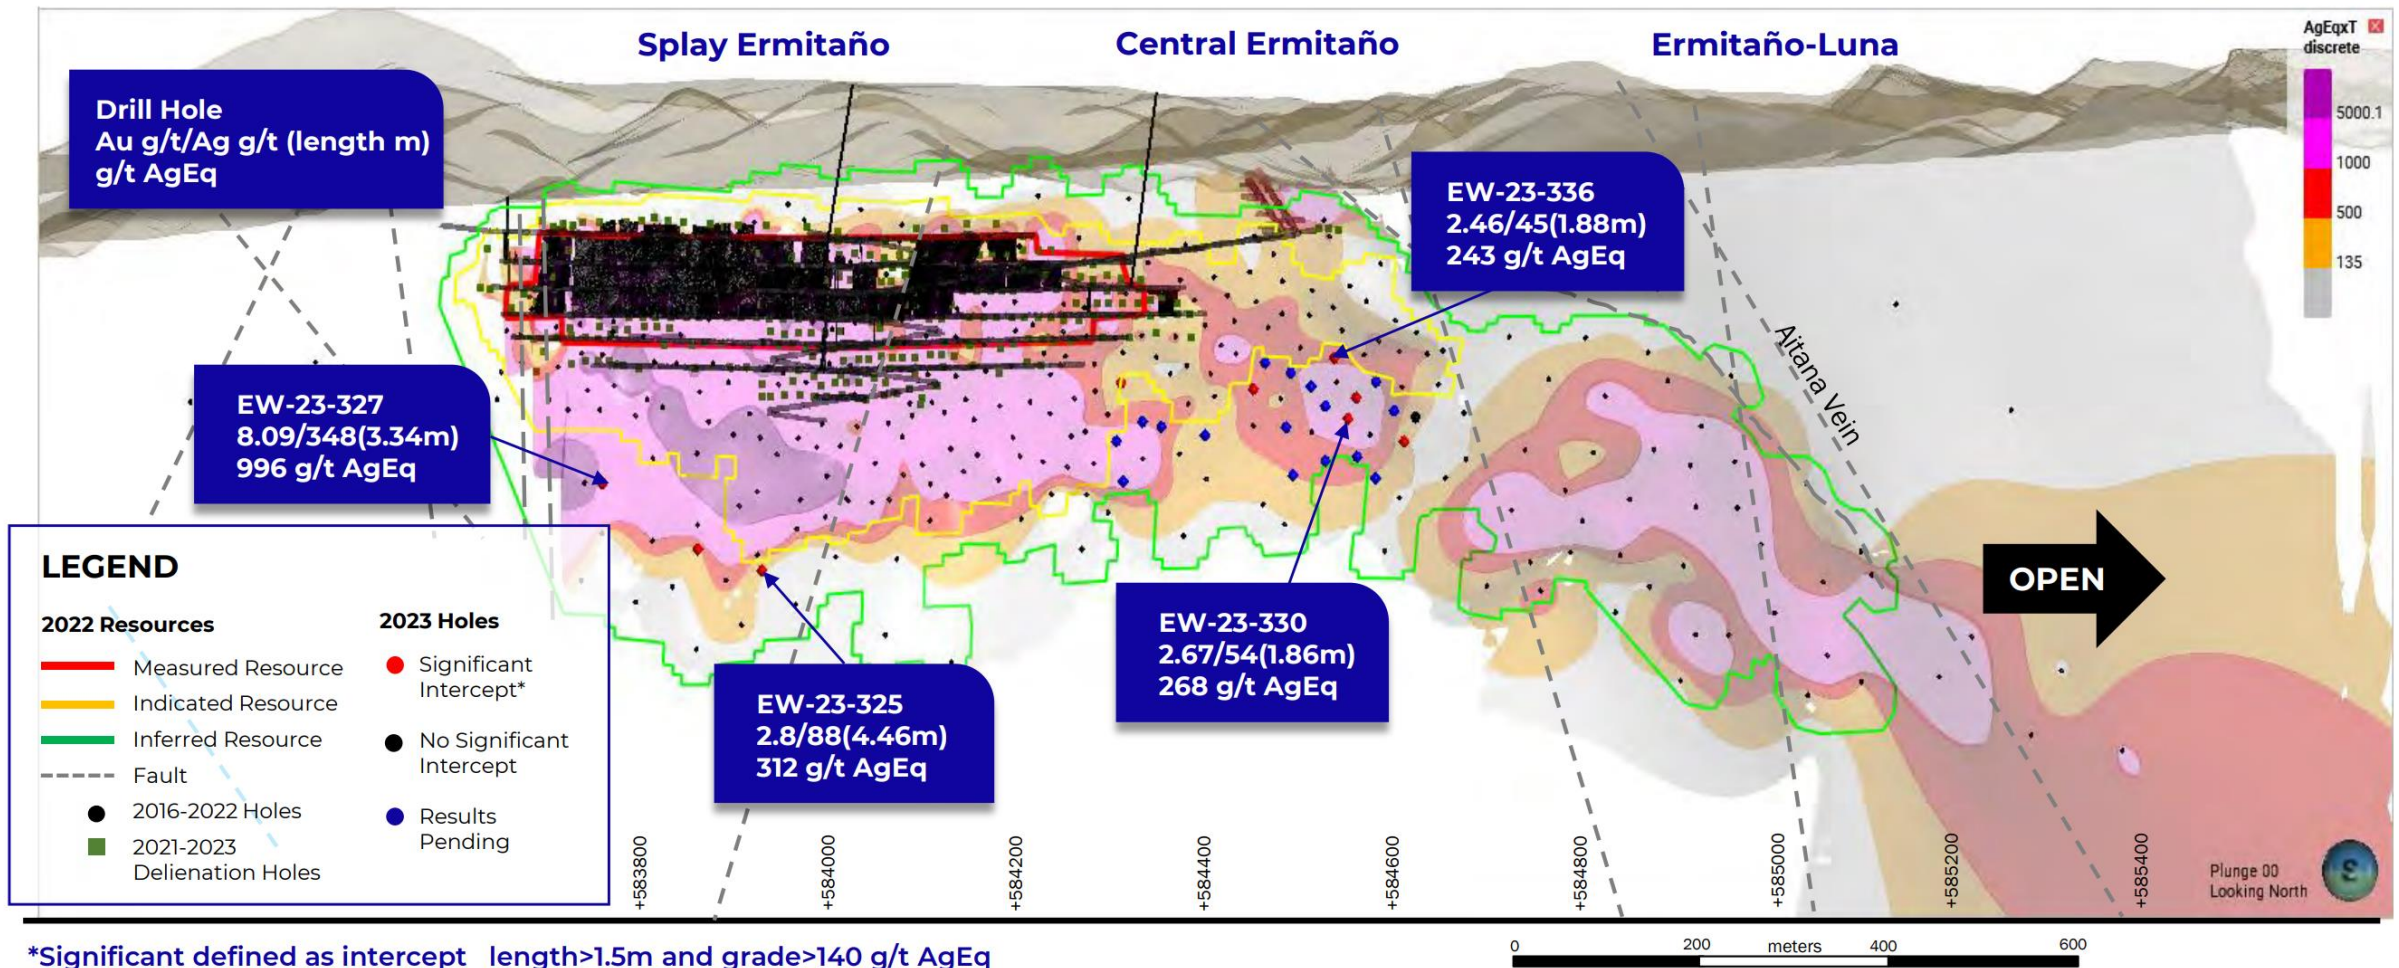 Splay Ermitaño
Central Ermitaño
Ermitaño-Luna
AgEqxT
discrete
5000.1
1000
500
135
Drill Hole
Au g/t/Ag g/t (length m)
g/t AgEq
EW-23-336
2.46/45(1.88m)
243 g/t AgEq
Aitana Vein
EW-23-327
8.09/348(3.34m)
996 g/t AgEq
OPEN
EW-23-330
2.67/54(1.86m)
268 g/t AgEq
EW-23-325
2.8/88(4.46m)
312 g/t AgEq
LEGEND
2022 Resources
Measured Resource
Indicated Resource
Inferred Resource
Fault
2016-2022 Holes
2021-2023
Delienation Holes
2023 Holes
Significant
Intercept*
No Significant
Intercept
Results
Pending
+583800
+584000
+584200
+584400
+584600
+584800
+585000
+585200
+585400
Plunge 00
Looking North
*Significant defined as intercept length>1.5m and grade>140 g/t AgEq
0 200 meters 400 600